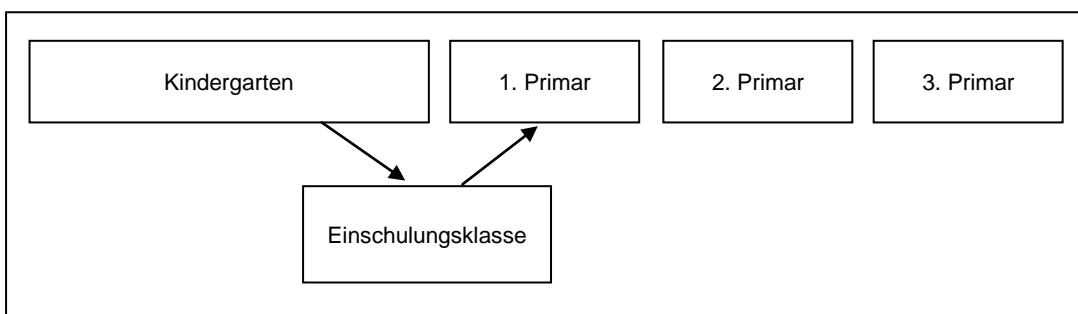 Kindergarten
1. Primar
2. Primar
3. Primar
Einschulungsklasse